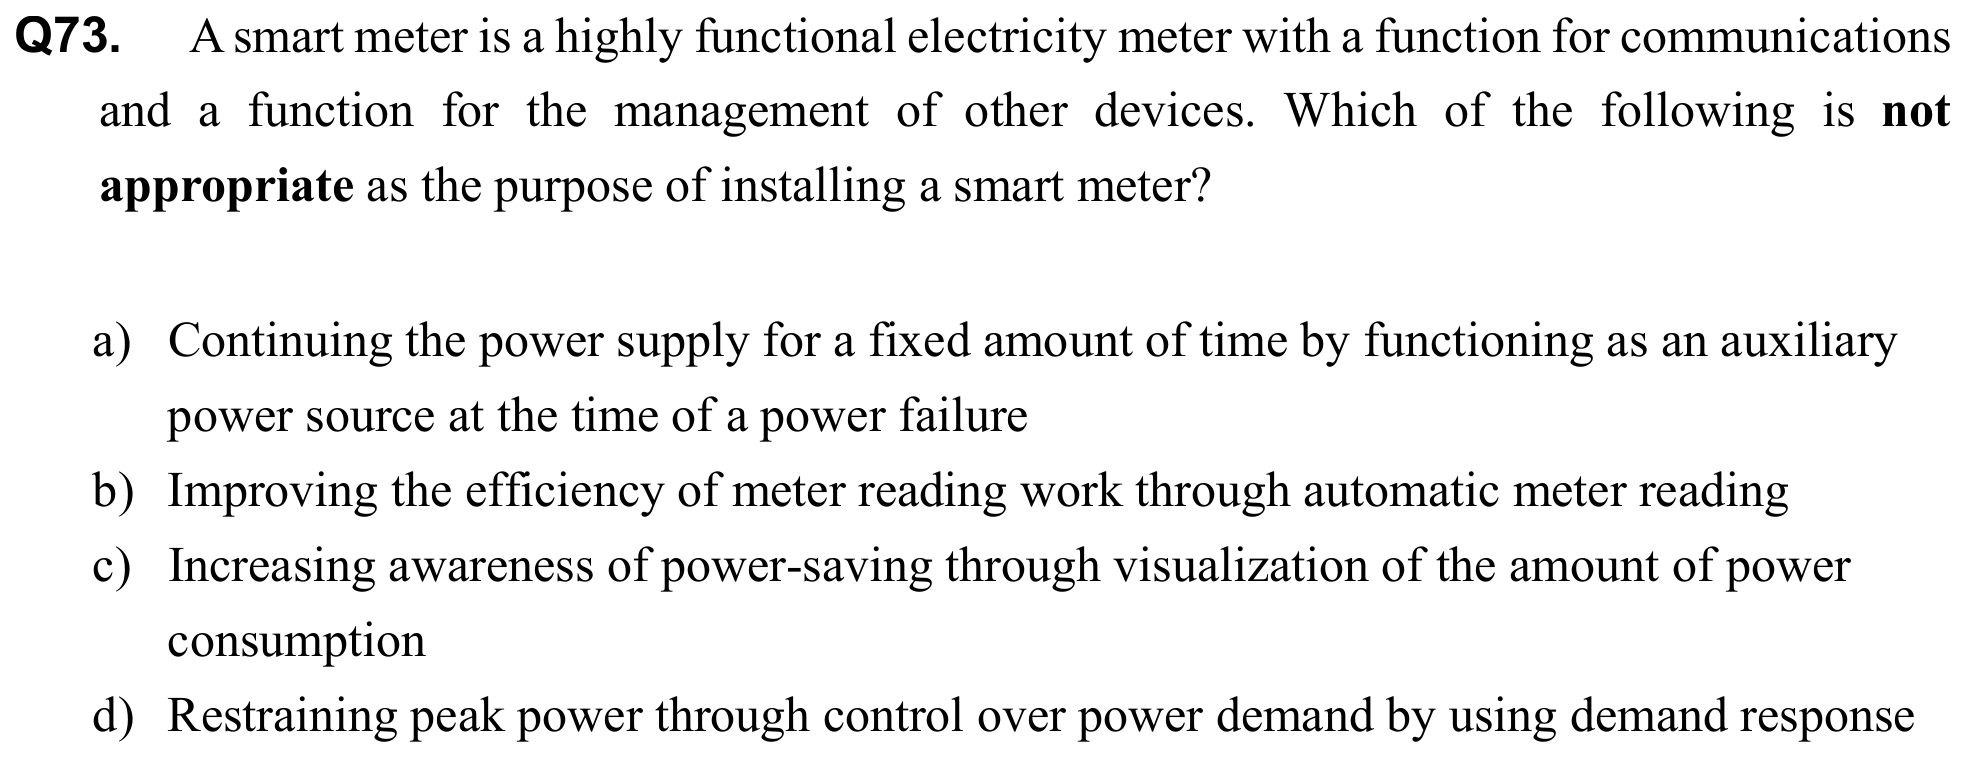 Q73. A smart meter is a highly functional electricity meter with a function for communications
and a function for the management of other devices. Which of the following is not
appropriate as the purpose of installing a smart meter?
a) Continuing the power supply for a fixed amount of time by functioning as an auxiliary
power source at the time of a power failure
b) Improving the efficiency of meter reading work through automatic meter reading
c) Increasing awareness of power-saving through visualization of the amount of power
consumption
d) Restraining peak power through control over power demand by using demand response